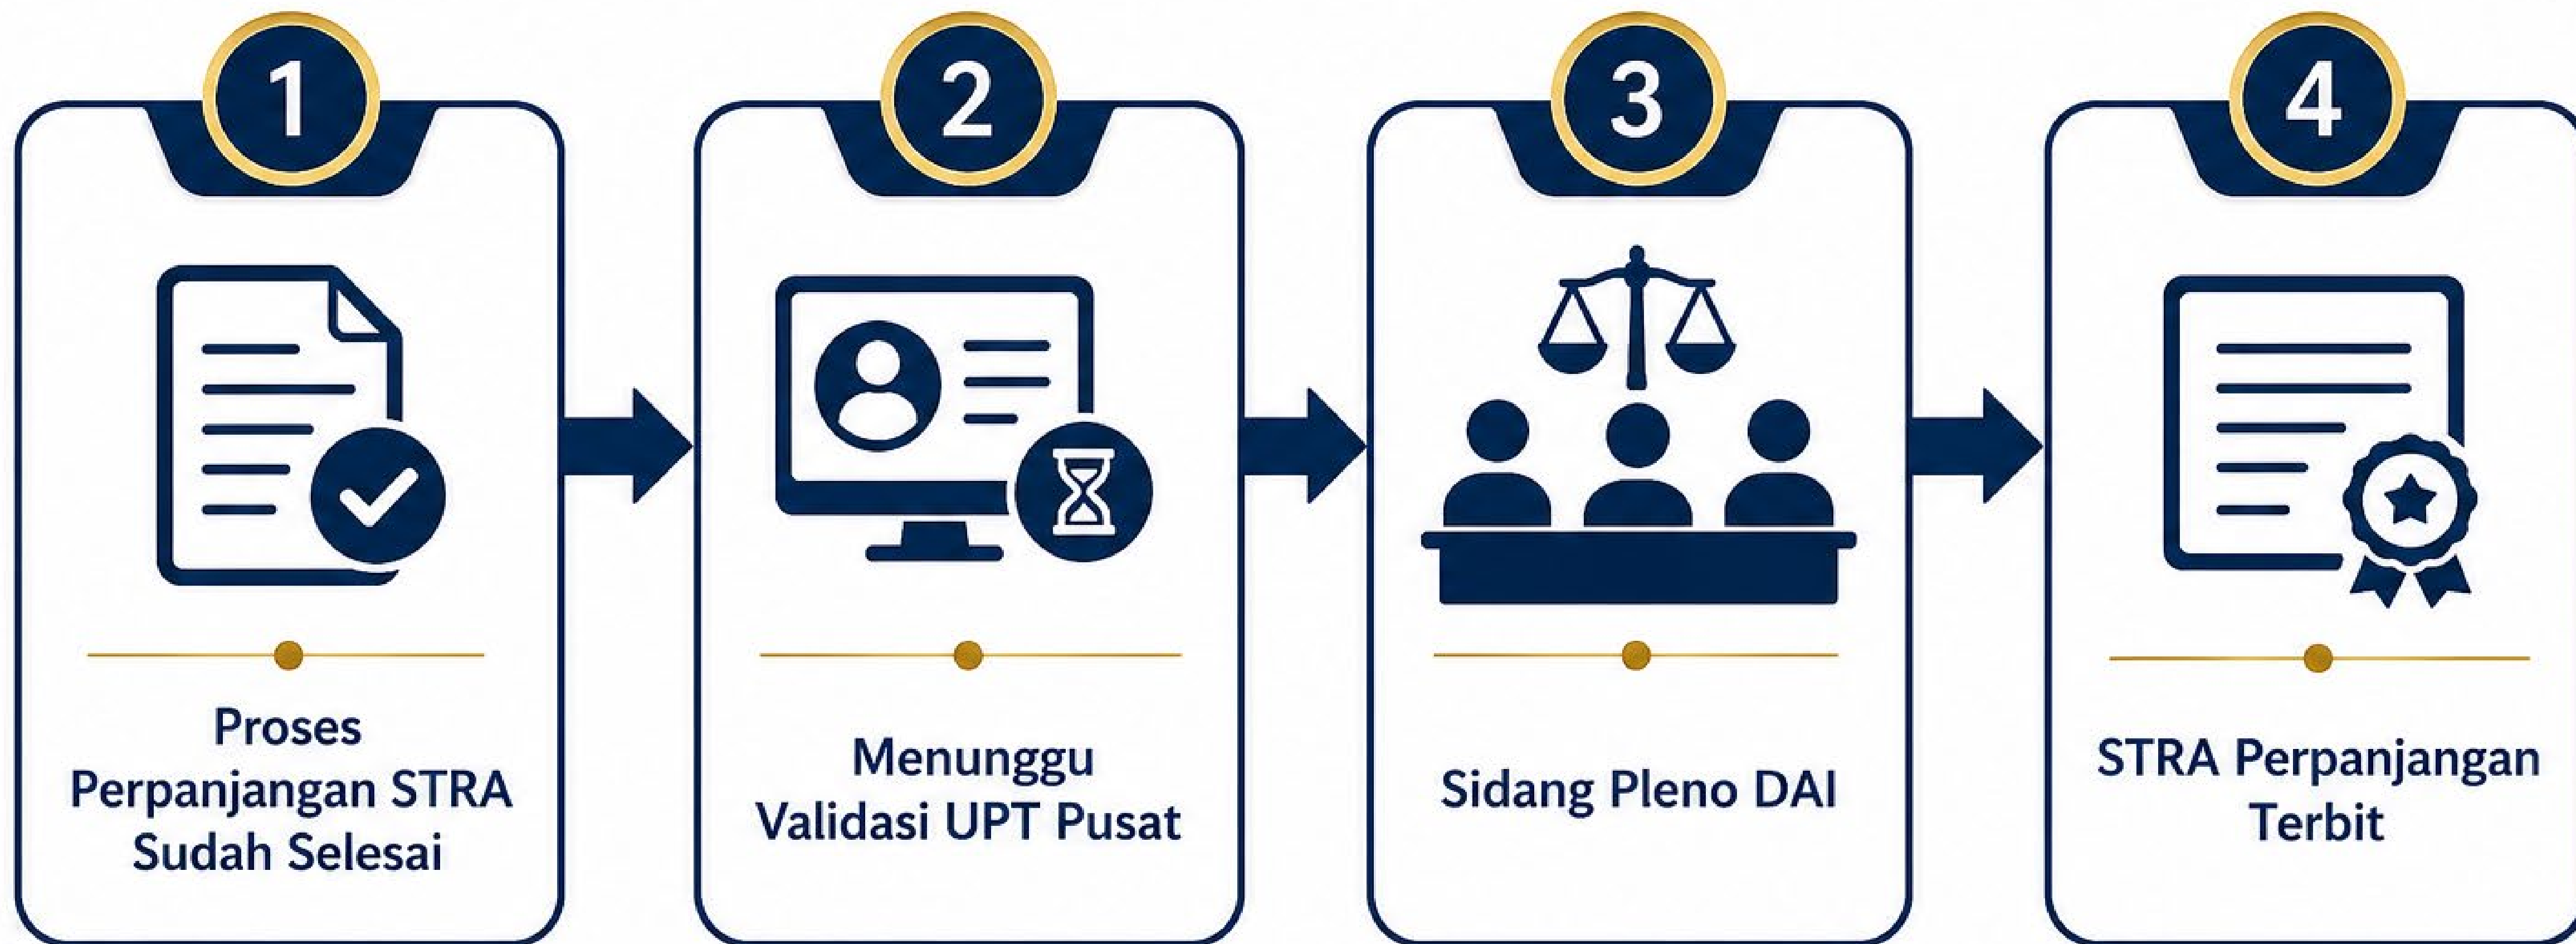 1
Proses
Perpanjangan STRA
Sudah Selesai
2
Menunggu
Validasi UPT Pusat
3
Sidang Pleno DAI
4
STRA Perpanjangan
Terbit